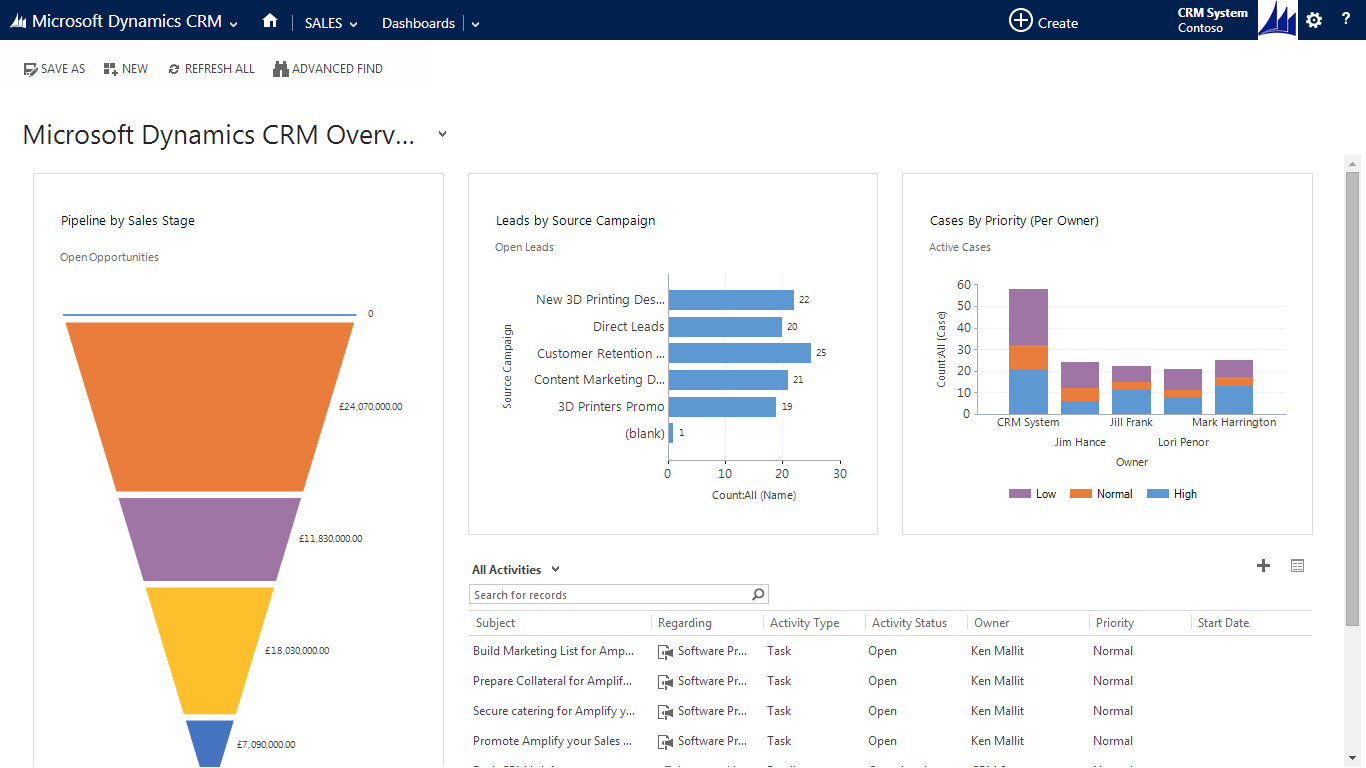 Microsoft Dynamics CRM
SALES
Dashboards
Create
CRM System
Contoso
?
SAVE AS
NEW
REFRESH ALL
ADVANCED FIND
Microsoft Dynamics CRM Overv...
Pipeline by Sales Stage
Open Opportunities
0
£24,070,000.00
£11,830,000.00
£18,030,000.00
£7,090,000.00
Leads by Source Campaign
Open Leads
Source Campaign
New 3D Printing Des... 22
Direct Leads 20
Customer Retention ... 25
Content Marketing D... 21
3D Printers Promo 19
(blank) 1
0 10 20 30
Count:All (Name)
Cases By Priority (Per Owner)
Active Cases
Count:All (Case)
60
50
40
30
20
10
0
CRM System Jill Frank Mark Harrington
Jim Hance Lori Penor
Owner
Low Normal High
All Activities
Search for records
Subject Regarding Activity Type Activity Status Owner Priority Start Date
Build Marketing List for Amp... Software Pr... Task Open Ken Mallit Normal
Prepare Collateral for Amplif... Software Pr... Task Open Ken Mallit Normal
Secure catering for Amplify y... Software Pr... Task Open Ken Mallit Normal
Promote Amplify your Sales ... Software Pr... Task Open Ken Mallit Normal